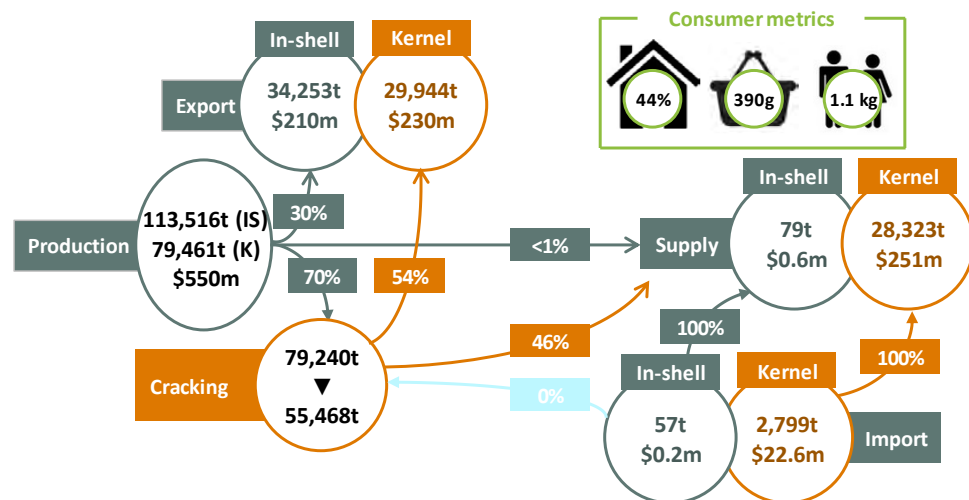 Consumer metrics
44%
390g
1.1 kg
In-shell
Kernel
Export
34,253t
$210m
29,944t
$230m
30%
Production
113,516t (IS)
79,461t (K)
$550m
<1%
70%
54%
In-shell
Kernel
Supply
79t
$0.6m
28,323t
$251m
Cracking
79,240t
▼
55,468t
46%
0%
100%
100%
In-shell
Kernel
57t
$0.2m
2,799t
$22.6m
Import